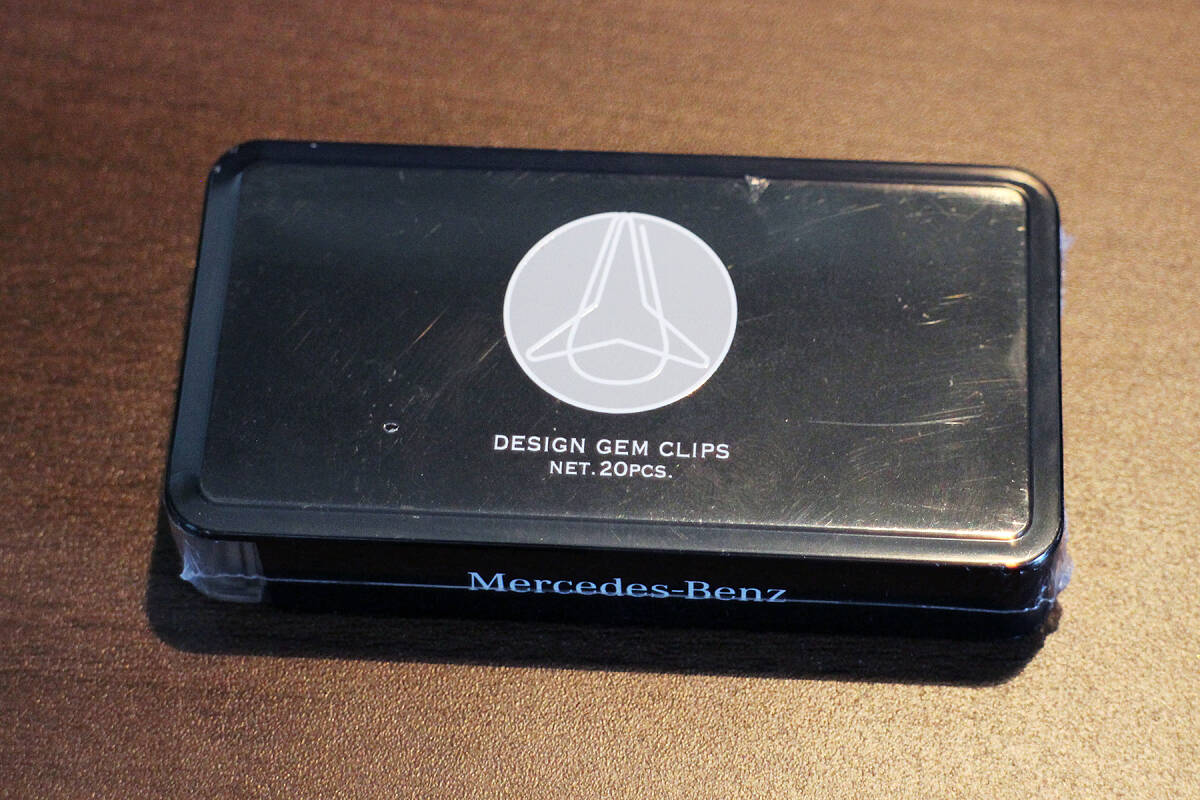 DESIGN GEM CLIPS
NET. 20PCS.
Mercedes-Benz